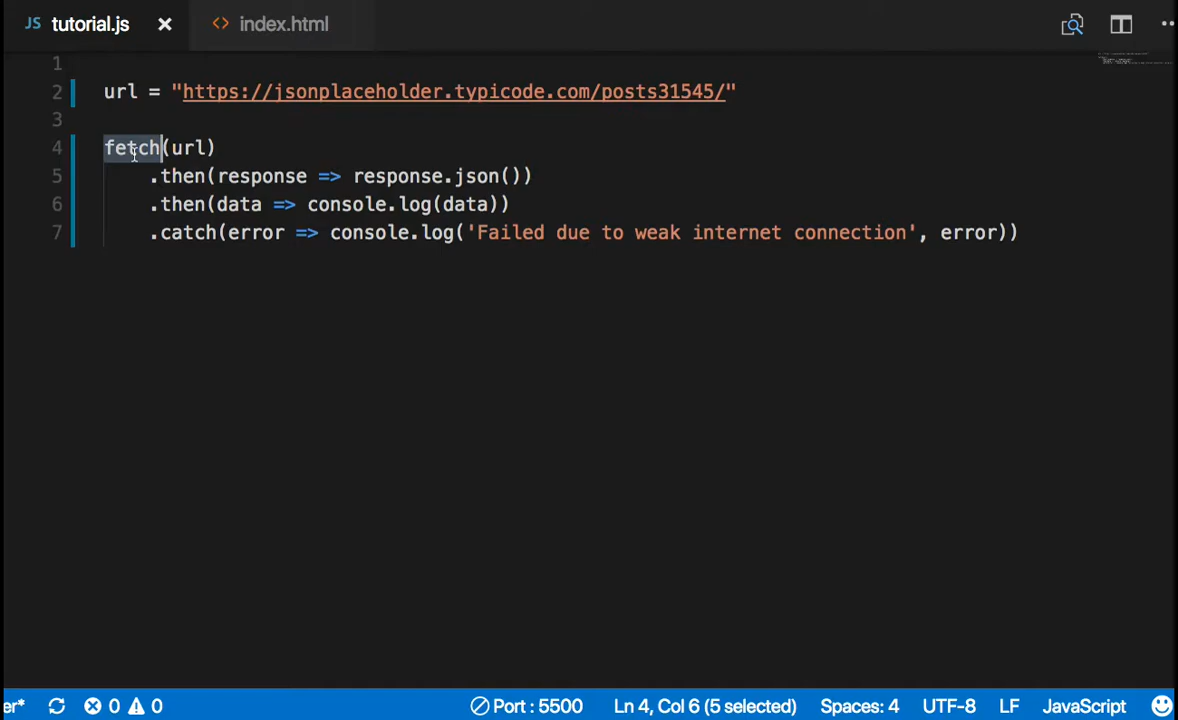 JS tutorial.js × <> index.html
1
2 url = "https://jsonplaceholder.typicode.com/posts31545/"
3
4 fetch(url)
5 .then(response => response.json())
6 .then(data => console.log(data))
7 .catch(error => console.log('Failed due to weak internet connection', error))
er* 0 0 Port : 5500 Ln 4, Col 6 (5 selected) Spaces: 4 UTF-8 LF JavaScript